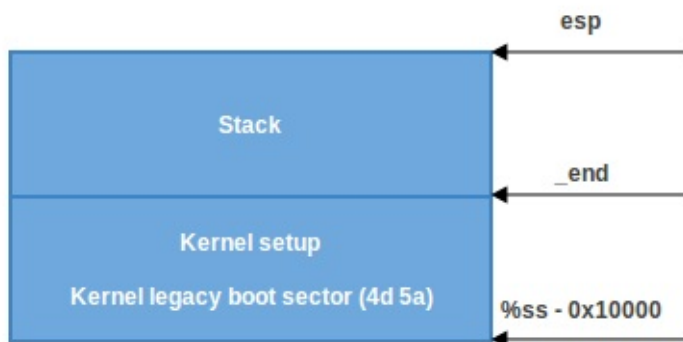 esp
Stack
_end
Kernel setup
Kernel legacy boot sector (4d 5a)
%ss - 0x10000